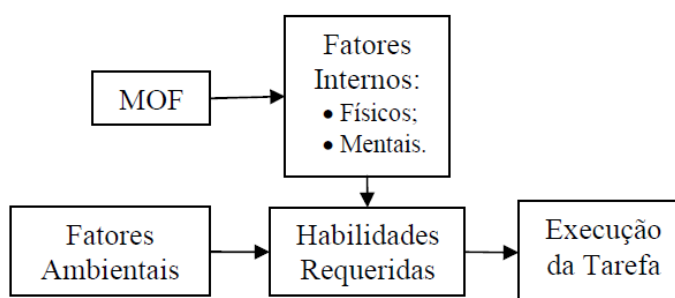 MOF
Fatores
Internos:
• Físicos;
• Mentais.
Fatores
Ambientais
Habilidades
Requeridas
Execução
da Tarefa